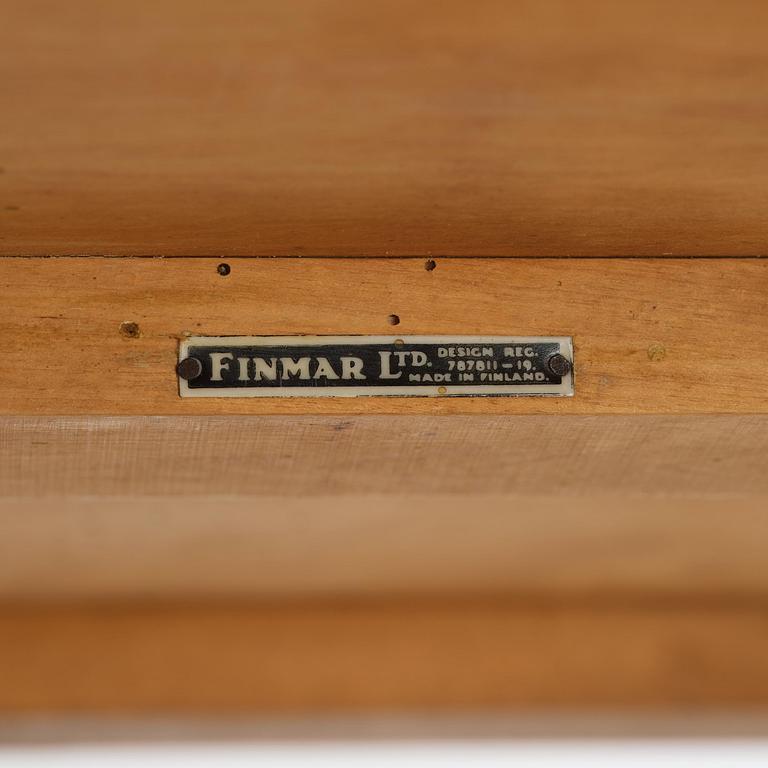 FINMAR LTD.
DESIGN REG.
787811-19.
MADE IN FINLAND.